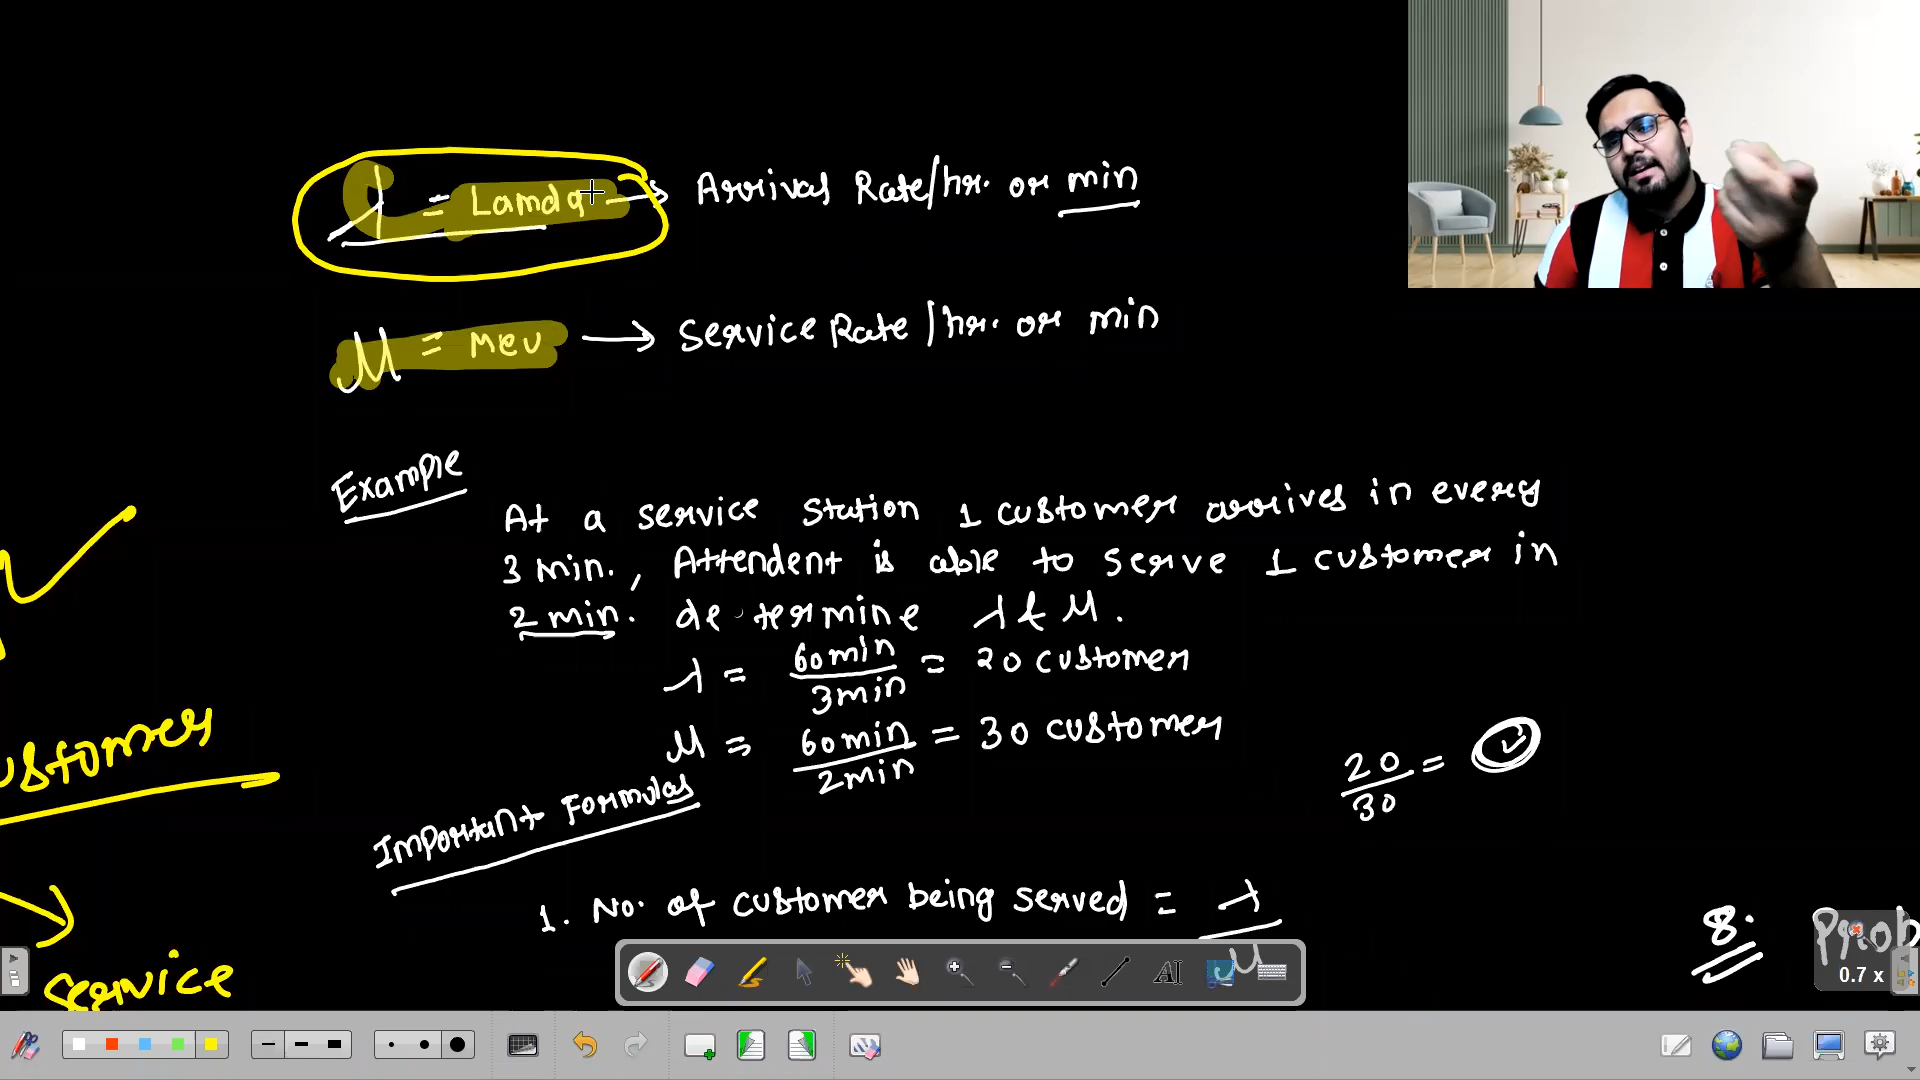 λ = Lamda → Arrival Rate/hr. or min
μ = Meu → Service Rate/hr. or min
Example
At a service station 1 customer arrives in every
3 min., Attendent is able to serve 1 customer in
2 min. determine λ & μ.
λ = 60min/3min = 20 customer
μ = 60min/2min = 30 customer
20/30 =
ustomer
Important Formulas
1. No. of customer being served = λ/μ
8. Prob
service
0.7 x